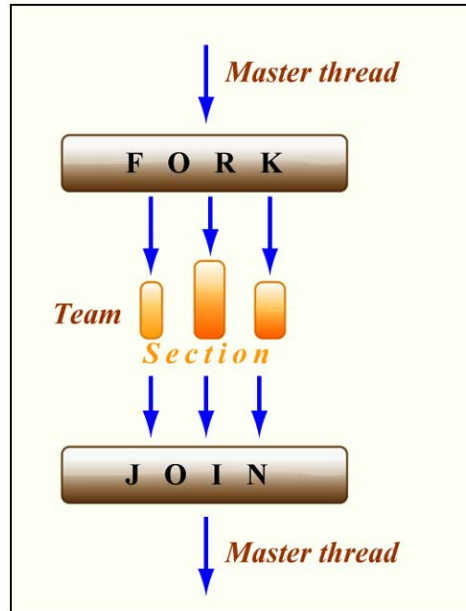 Master thread
F O R K
Team
Section
J O I N
Master thread